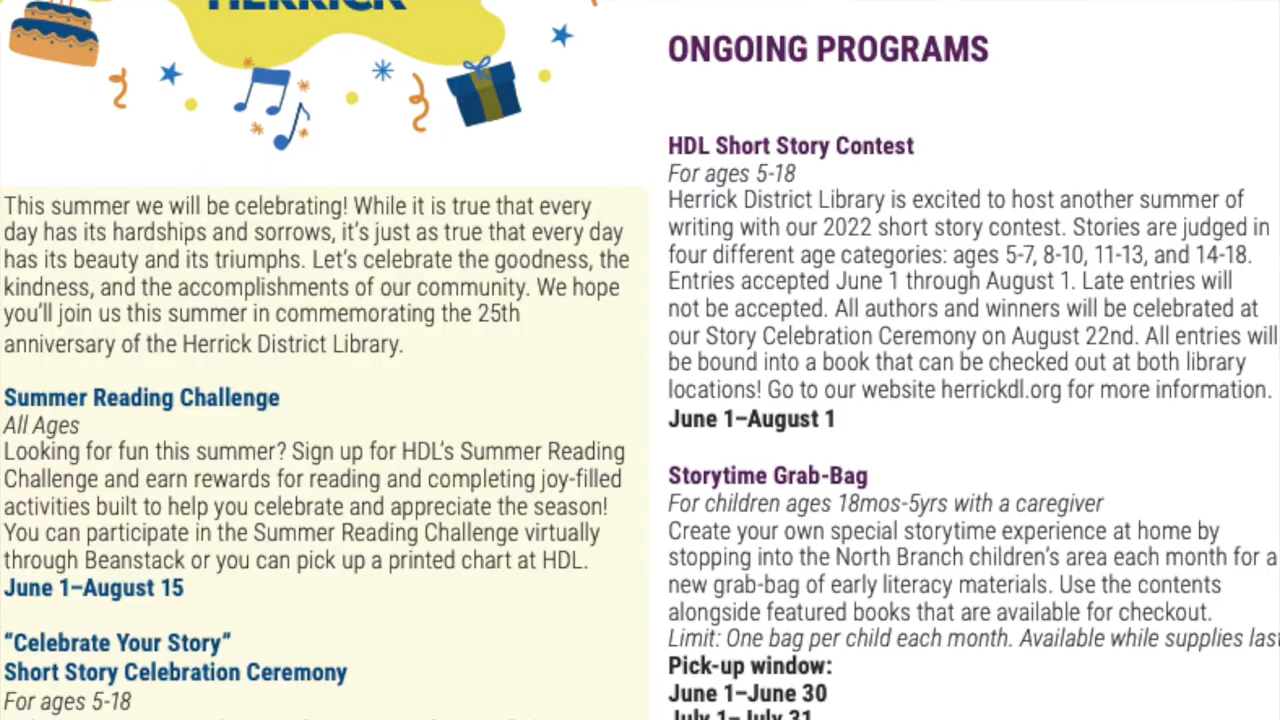 HERRICK
This summer we will be celebrating! While it is true that every
day has its hardships and sorrows, it’s just as true that every day
has its beauty and its triumphs. Let’s celebrate the goodness, the
kindness, and the accomplishments of our community. We hope
you’ll join us this summer in commemorating the 25th
anniversary of the Herrick District Library.
Summer Reading Challenge
All Ages
Looking for fun this summer? Sign up for HDL’s Summer Reading
Challenge and earn rewards for reading and completing joy-filled
activities built to help you celebrate and appreciate the season!
You can participate in the Summer Reading Challenge virtually
through Beanstack or you can pick up a printed chart at HDL.
June 1–August 15
“Celebrate Your Story”
Short Story Celebration Ceremony
For ages 5-18
ONGOING PROGRAMS
HDL Short Story Contest
For ages 5-18
Herrick District Library is excited to host another summer of
writing with our 2022 short story contest. Stories are judged in
four different age categories: ages 5-7, 8-10, 11-13, and 14-18.
Entries accepted June 1 through August 1. Late entries will
not be accepted. All authors and winners will be celebrated at
our Story Celebration Ceremony on August 22nd. All entries will
be bound into a book that can be checked out at both library
locations! Go to our website herrickdl.org for more information.
June 1–August 1
Storytime Grab-Bag
For children ages 18mos-5yrs with a caregiver
Create your own special storytime experience at home by
stopping into the North Branch children’s area each month for a
new grab-bag of early literacy materials. Use the contents
alongside featured books that are available for checkout.
Limit: One bag per child each month. Available while supplies last
Pick-up window:
June 1–June 30
July 1–July 31